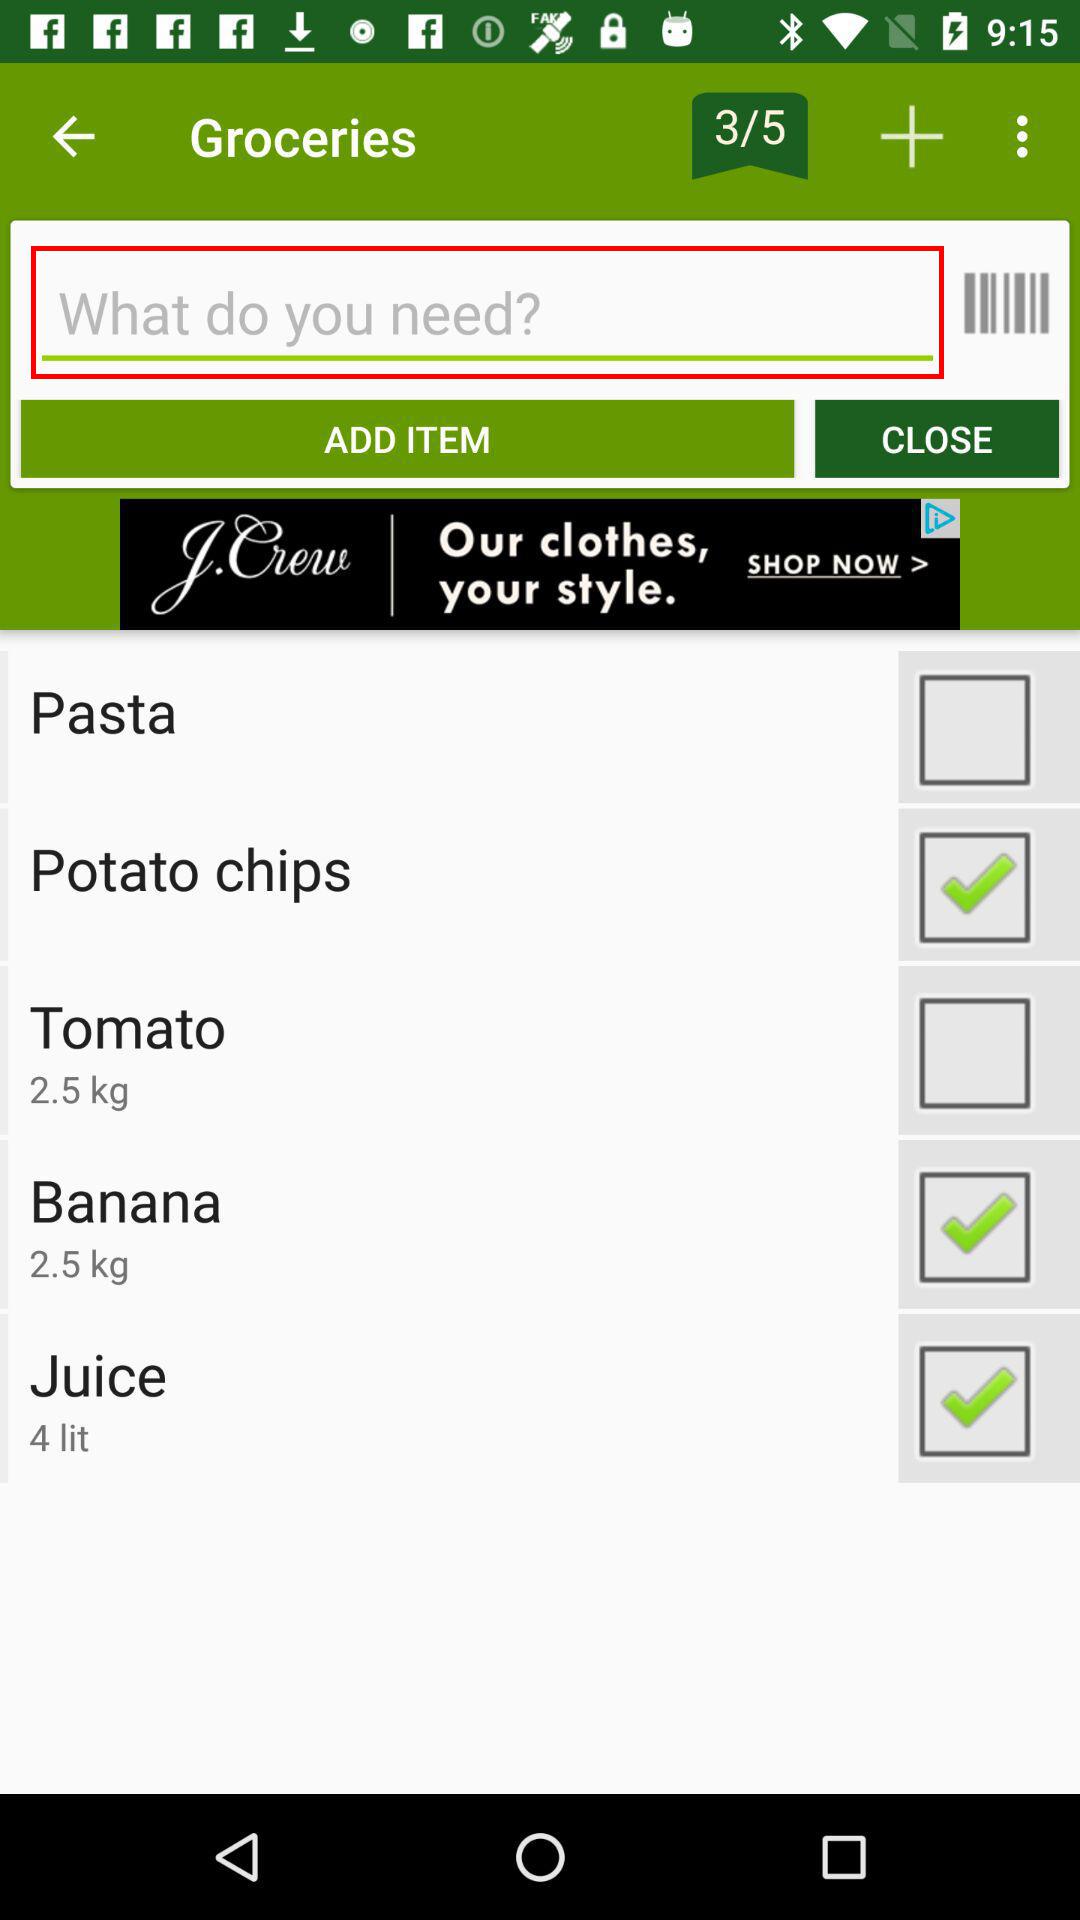 FAKE
9:15
Groceries
3/5
What do you need?
ADD ITEM
CLOSE
J.Crew
Our clothes,
your style.
SHOP NOW >
Pasta
Potato chips
Tomato
2.5 kg
Banana
2.5 kg
Juice
4 lit